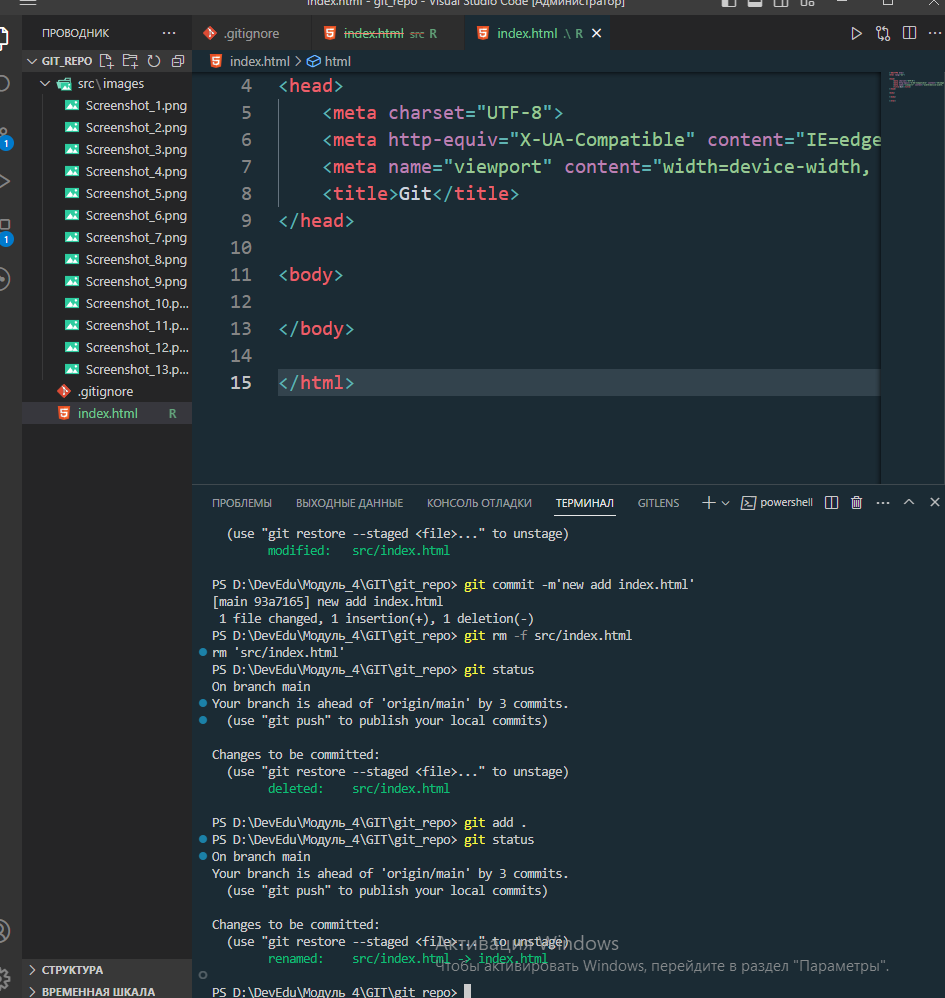 index.html - git_repo - Visual Studio Code [Администратор]
ПРОВОДНИК
.gitignore
index.html src R
index.html .\ R
GIT_REPO
index.html > html
src\images
Screenshot_1.png
Screenshot_2.png
Screenshot_3.png
Screenshot_4.png
Screenshot_5.png
Screenshot_6.png
Screenshot_7.png
Screenshot_8.png
Screenshot_9.png
Screenshot_10.p...
Screenshot_11.p...
Screenshot_12.p...
Screenshot_13.p...
.gitignore
index.html R
1
1
4 <head>
5 <meta charset="UTF-8">
6 <meta http-equiv="X-UA-Compatible" content="IE=edge
7 <meta name="viewport" content="width=device-width,
8 <title>Git</title>
9 </head>
10
11 <body>
12
13 </body>
14
15 </html>
ПРОБЛЕМЫ ВЫХОДНЫЕ ДАННЫЕ КОНСОЛЬ ОТЛАДКИ ТЕРМИНАЛ GITLENS powershell
(use "git restore --staged <file>..." to unstage)
modified: src/index.html
PS D:\DevEdu\Модуль_4\GIT\git_repo> git commit -m'new add index.html'
[main 93a7165] new add index.html
1 file changed, 1 insertion(+), 1 deletion(-)
PS D:\DevEdu\Модуль_4\GIT\git_repo> git rm -f src/index.html
rm 'src/index.html'
PS D:\DevEdu\Модуль_4\GIT\git_repo> git status
On branch main
Your branch is ahead of 'origin/main' by 3 commits.
(use "git push" to publish your local commits)
Changes to be committed:
(use "git restore --staged <file>..." to unstage)
deleted: src/index.html
PS D:\DevEdu\Модуль_4\GIT\git_repo> git add .
PS D:\DevEdu\Модуль_4\GIT\git_repo> git status
On branch main
Your branch is ahead of 'origin/main' by 3 commits.
(use "git push" to publish your local commits)
Changes to be committed:
(use "git restore --staged <file>..." to unstage)
renamed: src/index.html -> index.html
PS D:\DevEdu\Модуль_4\GIT\git_repo>
Активация Windows
Чтобы активировать Windows, перейдите в раздел "Параметры".
СТРУКТУРА
ВРЕМЕННАЯ ШКАЛА